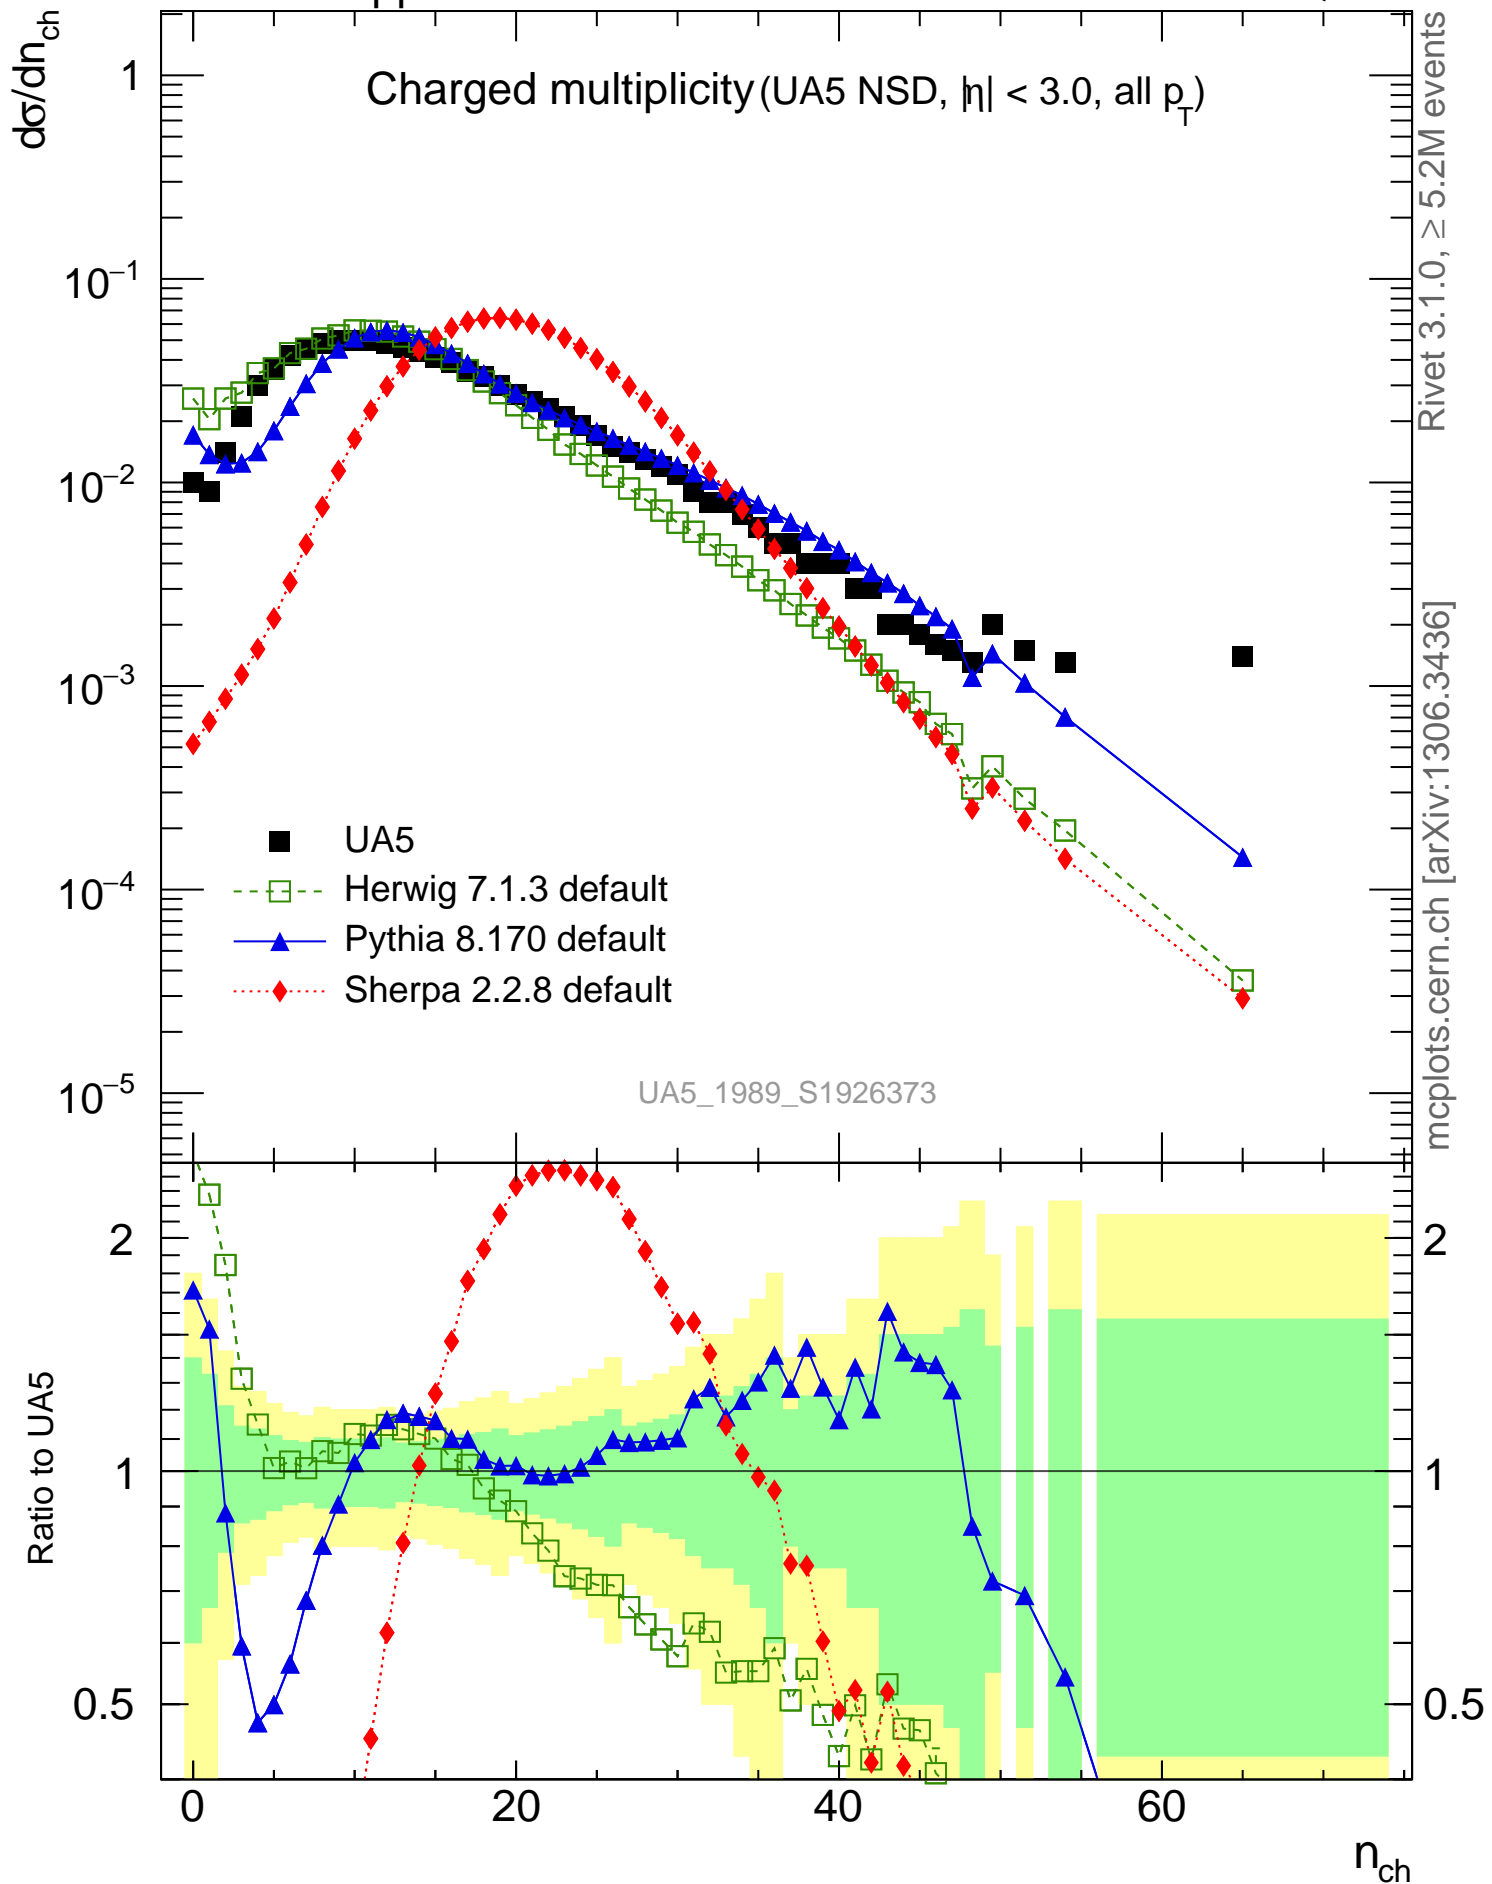 dσ/dn_ch
Charged multiplicity (UA5 NSD, |η| < 3.0, all p_T)
1
10⁻¹
10⁻²
10⁻³
10⁻⁴
10⁻⁵
UA5
Herwig 7.1.3 default
Pythia 8.170 default
Sherpa 2.2.8 default
UA5_1989_S1926373
Rivet 3.1.0, ≥ 5.2M events
mcplots.cern.ch [arXiv:1306.3436]
Ratio to UA5
2
1
0.5
2
1
0.5
0 20 40 60
n_ch